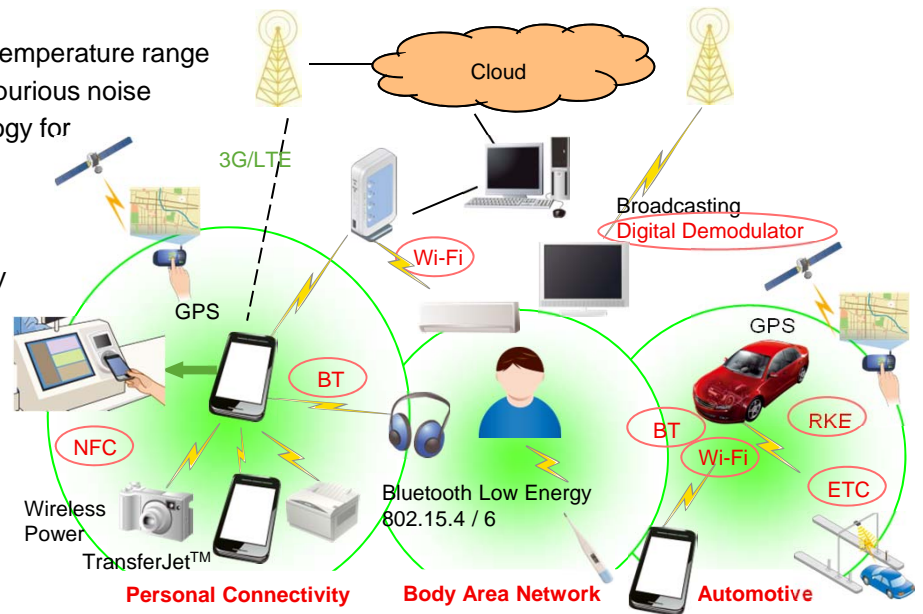 emperature range
ourious noise
ogy for
y
Cloud
3G/LTE
Broadcasting
Digital Demodulator
Wi-Fi
GPS
GPS
BT
BT
RKE
NFC
Wi-Fi
ETC
Bluetooth Low Energy
802.15.4 / 6
Wireless
Power
TransferJet™
Personal Connectivity
Body Area Network
Automotive